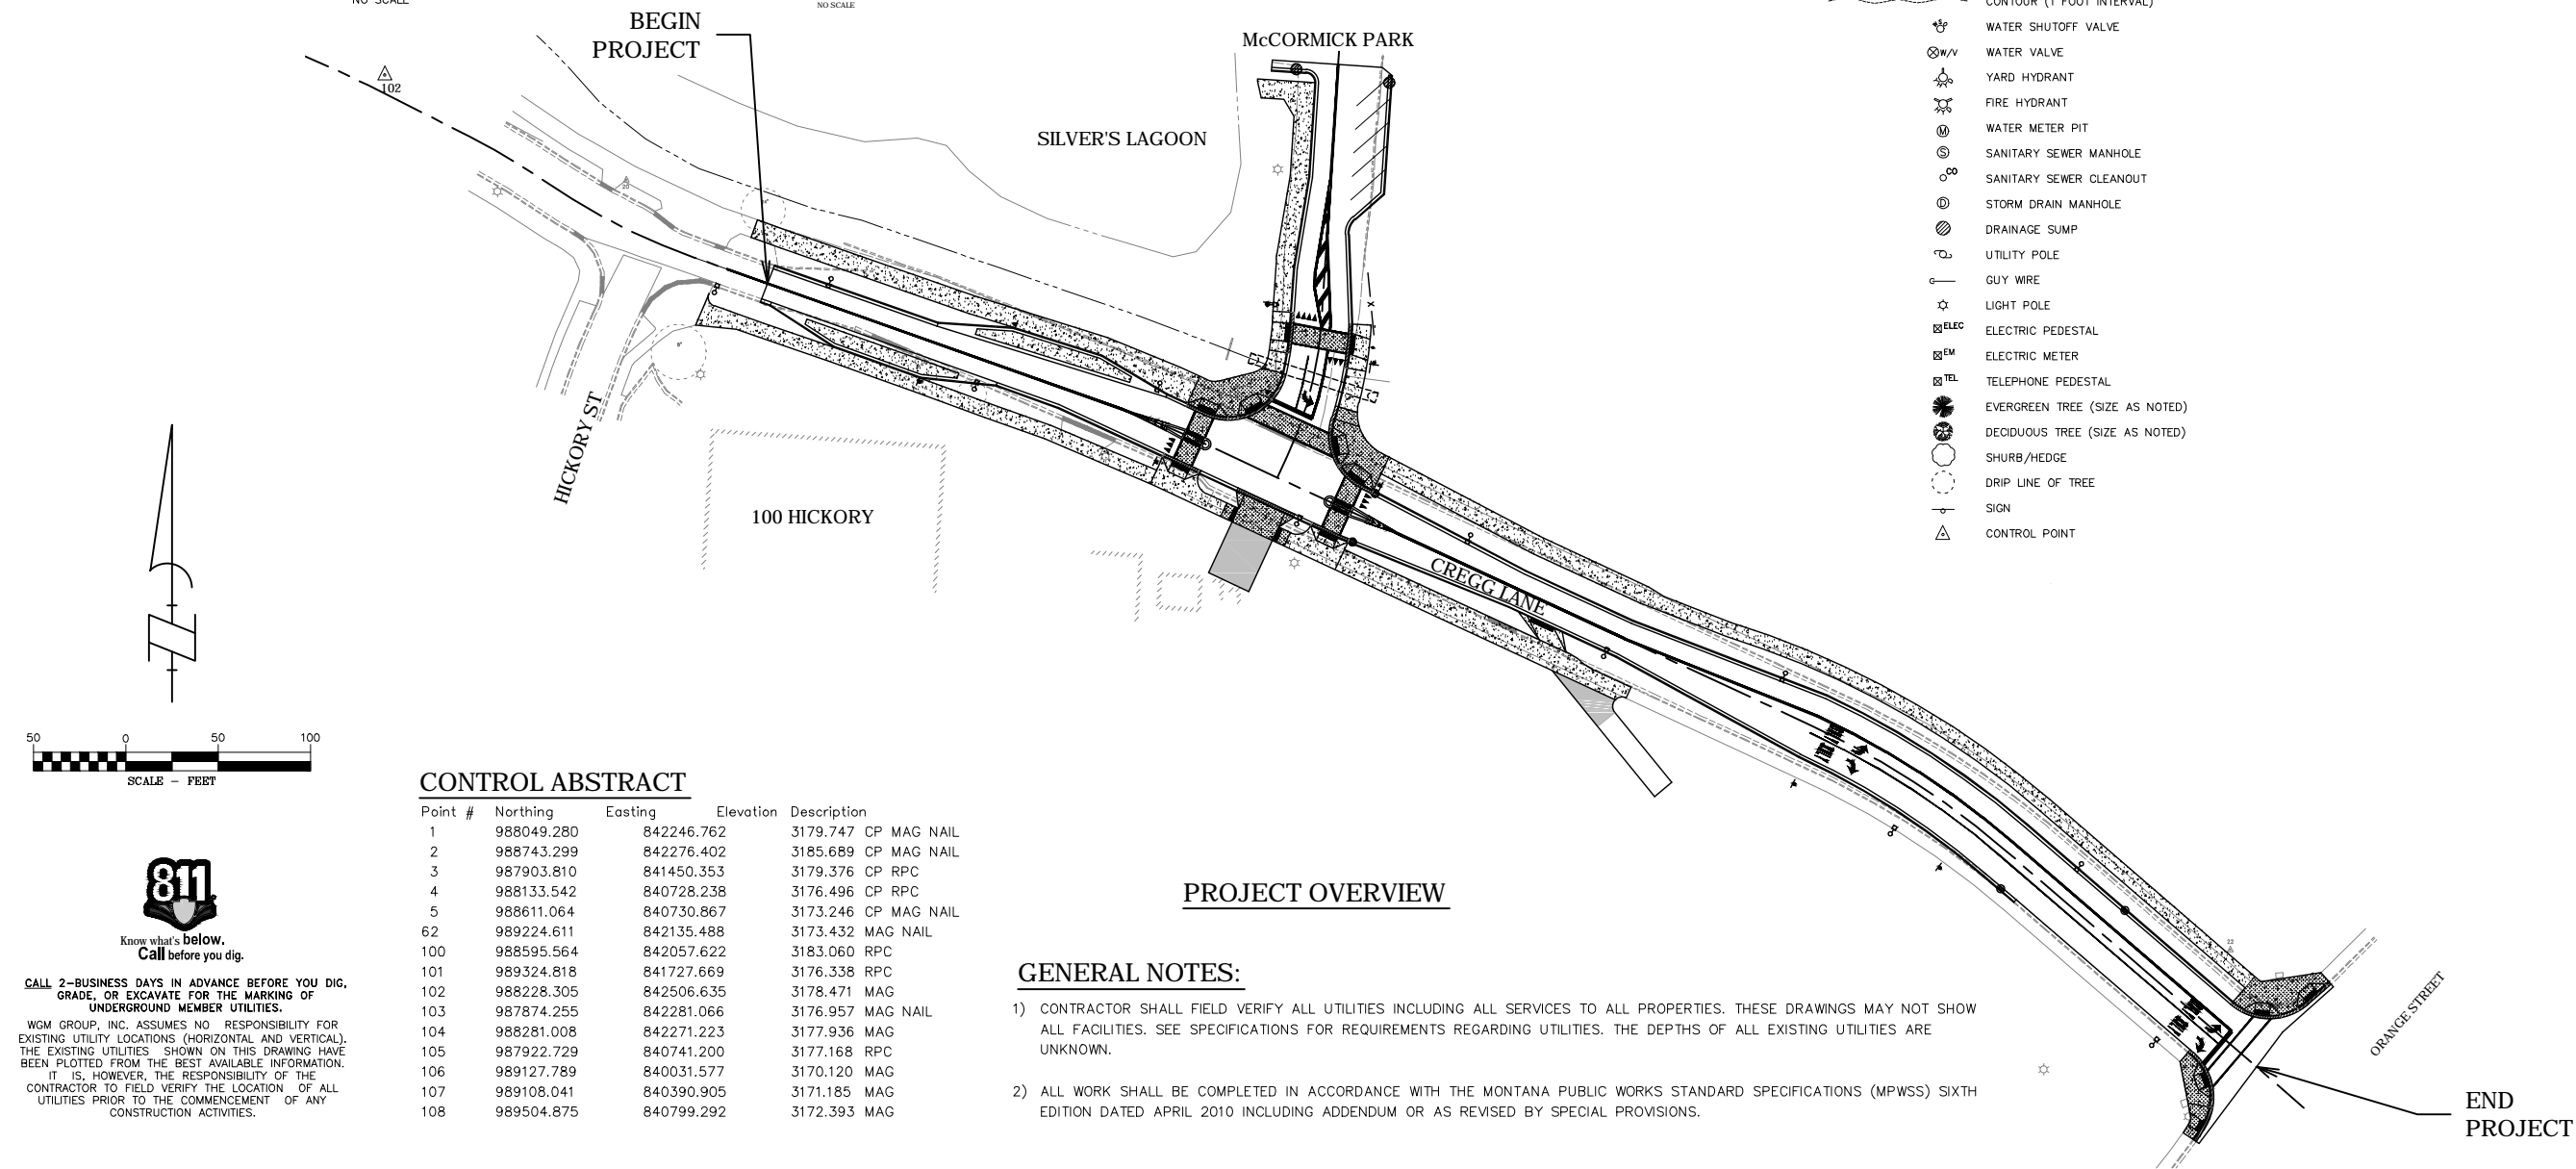 NO SCALE
NO SCALE
BEGIN
PROJECT
McCORMICK PARK
SILVER'S LAGOON
102
20
8"
HICKORY ST
100 HICKORY
CREGG LANE
22
ORANGE STREET
END
PROJECT
CONTOUR (1 FOOT INTERVAL)
S
WATER SHUTOFF VALVE
W/V WATER VALVE
YARD HYDRANT
FIRE HYDRANT
M WATER METER PIT
S SANITARY SEWER MANHOLE
CO SANITARY SEWER CLEANOUT
D STORM DRAIN MANHOLE
DRAINAGE SUMP
UTILITY POLE
GUY WIRE
LIGHT POLE
ELEC ELECTRIC PEDESTAL
EM ELECTRIC METER
TEL TELEPHONE PEDESTAL
EVERGREEN TREE (SIZE AS NOTED)
DECIDUOUS TREE (SIZE AS NOTED)
SHURB/HEDGE
DRIP LINE OF TREE
SIGN
CONTROL POINT
50 0 50 100
SCALE - FEET
811
Know what's below.
Call before you dig.
CALL 2-BUSINESS DAYS IN ADVANCE BEFORE YOU DIG,
GRADE, OR EXCAVATE FOR THE MARKING OF
UNDERGROUND MEMBER UTILITIES.
WGM GROUP, INC. ASSUMES NO RESPONSIBILITY FOR
EXISTING UTILITY LOCATIONS (HORIZONTAL AND VERTICAL).
THE EXISTING UTILITIES SHOWN ON THIS DRAWING HAVE
BEEN PLOTTED FROM THE BEST AVAILABLE INFORMATION.
IT IS, HOWEVER, THE RESPONSIBILITY OF THE
CONTRACTOR TO FIELD VERIFY THE LOCATION OF ALL
UTILITIES PRIOR TO THE COMMENCEMENT OF ANY
CONSTRUCTION ACTIVITIES.
CONTROL ABSTRACT
Point # Northing Easting Elevation Description
1 988049.280 842246.762 3179.747 CP MAG NAIL
2 988743.299 842276.402 3185.689 CP MAG NAIL
3 987903.810 841450.353 3179.376 CP RPC
4 988133.542 840728.238 3176.496 CP RPC
5 988611.064 840730.867 3173.246 CP MAG NAIL
62 989224.611 842135.488 3173.432 MAG NAIL
100 988595.564 842057.622 3183.060 RPC
101 989324.818 841727.669 3176.338 RPC
102 988228.305 842506.635 3178.471 MAG
103 987874.255 842281.066 3176.957 MAG NAIL
104 988281.008 842271.223 3177.936 MAG
105 987922.729 840741.200 3177.168 RPC
106 989127.789 840031.577 3170.120 MAG
107 989108.041 840390.905 3171.185 MAG
108 989504.875 840799.292 3172.393 MAG
PROJECT OVERVIEW
GENERAL NOTES:
1) CONTRACTOR SHALL FIELD VERIFY ALL UTILITIES INCLUDING ALL SERVICES TO ALL PROPERTIES. THESE DRAWINGS MAY NOT SHOW
ALL FACILITIES. SEE SPECIFICATIONS FOR REQUIREMENTS REGARDING UTILITIES. THE DEPTHS OF ALL EXISTING UTILITIES ARE
UNKNOWN.
2) ALL WORK SHALL BE COMPLETED IN ACCORDANCE WITH THE MONTANA PUBLIC WORKS STANDARD SPECIFICATIONS (MPWSS) SIXTH
EDITION DATED APRIL 2010 INCLUDING ADDENDUM OR AS REVISED BY SPECIAL PROVISIONS.